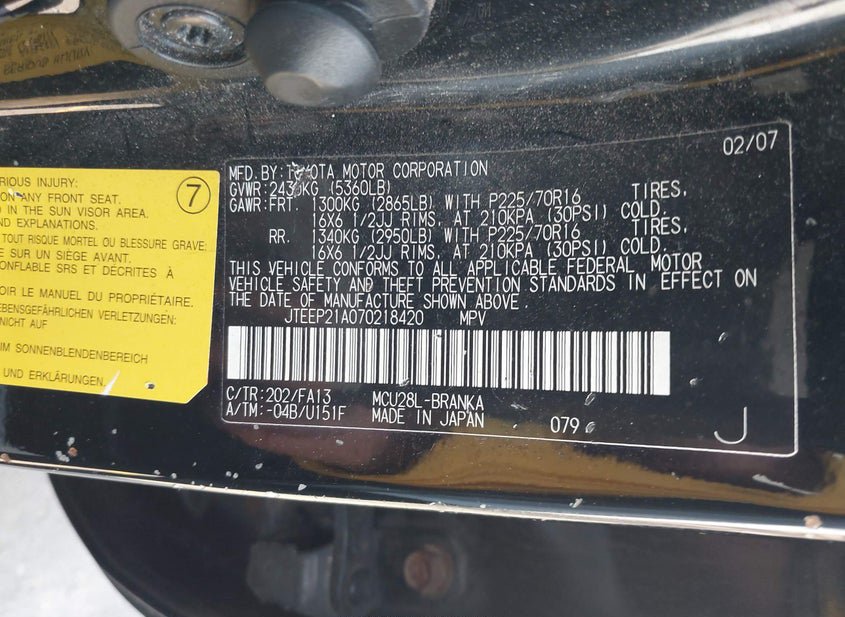 RIOUS INJURY:
7
ON ANY FRONT SEAT.
D IN THE SUN VISOR AREA.
ND EXPLANATIONS.
TOUT RISQUE MORTEL OU BLESSURE GRAVE:
E SUR UN SIÈGE AVANT.
ONFLABLE SRS ET DÉCRITES À
OIR LE MANUEL DU PROPRIÉTAIRE.
EBENSGEFÄHRLICHEN VERLETZUNGEN:
NICHT AUF
IM SONNENBLENDENBEREICH
E UND ERKLÄRUNGEN.
02/07
MFD.BY:TOYOTA MOTOR CORPORATION
GVWR:2430KG (5360LB)
GAWR:FRT. 1300KG (2865LB) WITH P225/70R16 TIRES.
16X6 1/2JJ RIMS, AT 210KPA (30PSI) COLD.
RR. 1340KG (2950LB) WITH P225/70R16 TIRES.
16X6 1/2JJ RIMS, AT 210KPA (30PSI) COLD.
THIS VEHICLE CONFORMS TO ALL APPLICABLE FEDERAL MOTOR
VEHICLE SAFETY AND THEFT PREVENTION STANDARDS IN EFFECT ON
THE DATE OF MANUFACTURE SHOWN ABOVE
JTEEP21A070218420 MPV
C/TR:202/FA13 MCU28L-BRANKA
A/TM:-04B/U151F MADE IN JAPAN 079 J